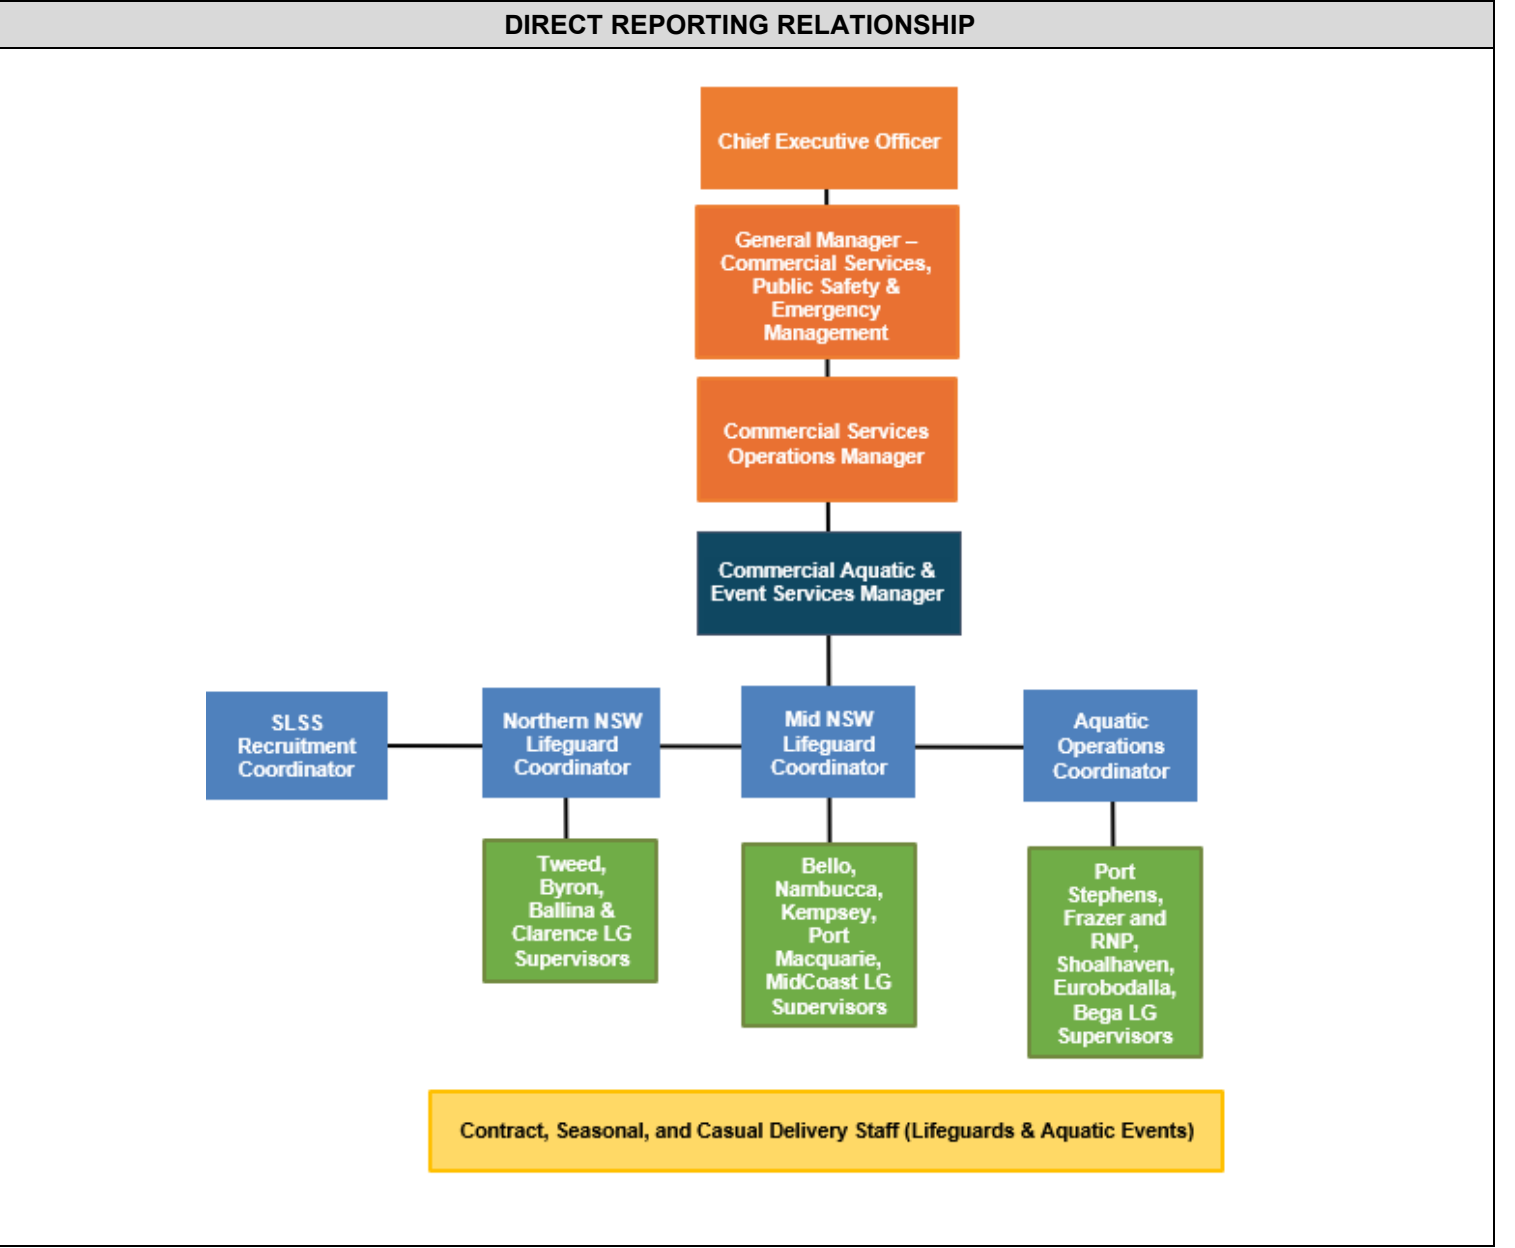 DIRECT REPORTING RELATIONSHIP
Chief Executive Officer
General Manager –
Commercial Services,
Public Safety &
Emergency
Management
Commercial Services
Operations Manager
Commercial Aquatic &
Event Services Manager
SLSS
Recruitment
Coordinator
Northern NSW
Lifeguard
Coordinator
Mid NSW
Lifeguard
Coordinator
Aquatic
Operations
Coordinator
Tweed,
Byron,
Ballina &
Clarence LG
Supervisors
Bello,
Nambucca,
Kempsey,
Port
Macquarie,
MidCoast LG
Supervisors
Port
Stephens,
Frazer and
RNP,
Shoalhaven,
Eurobodalla,
Bega LG
Supervisors
Contract, Seasonal, and Casual Delivery Staff (Lifeguards & Aquatic Events)